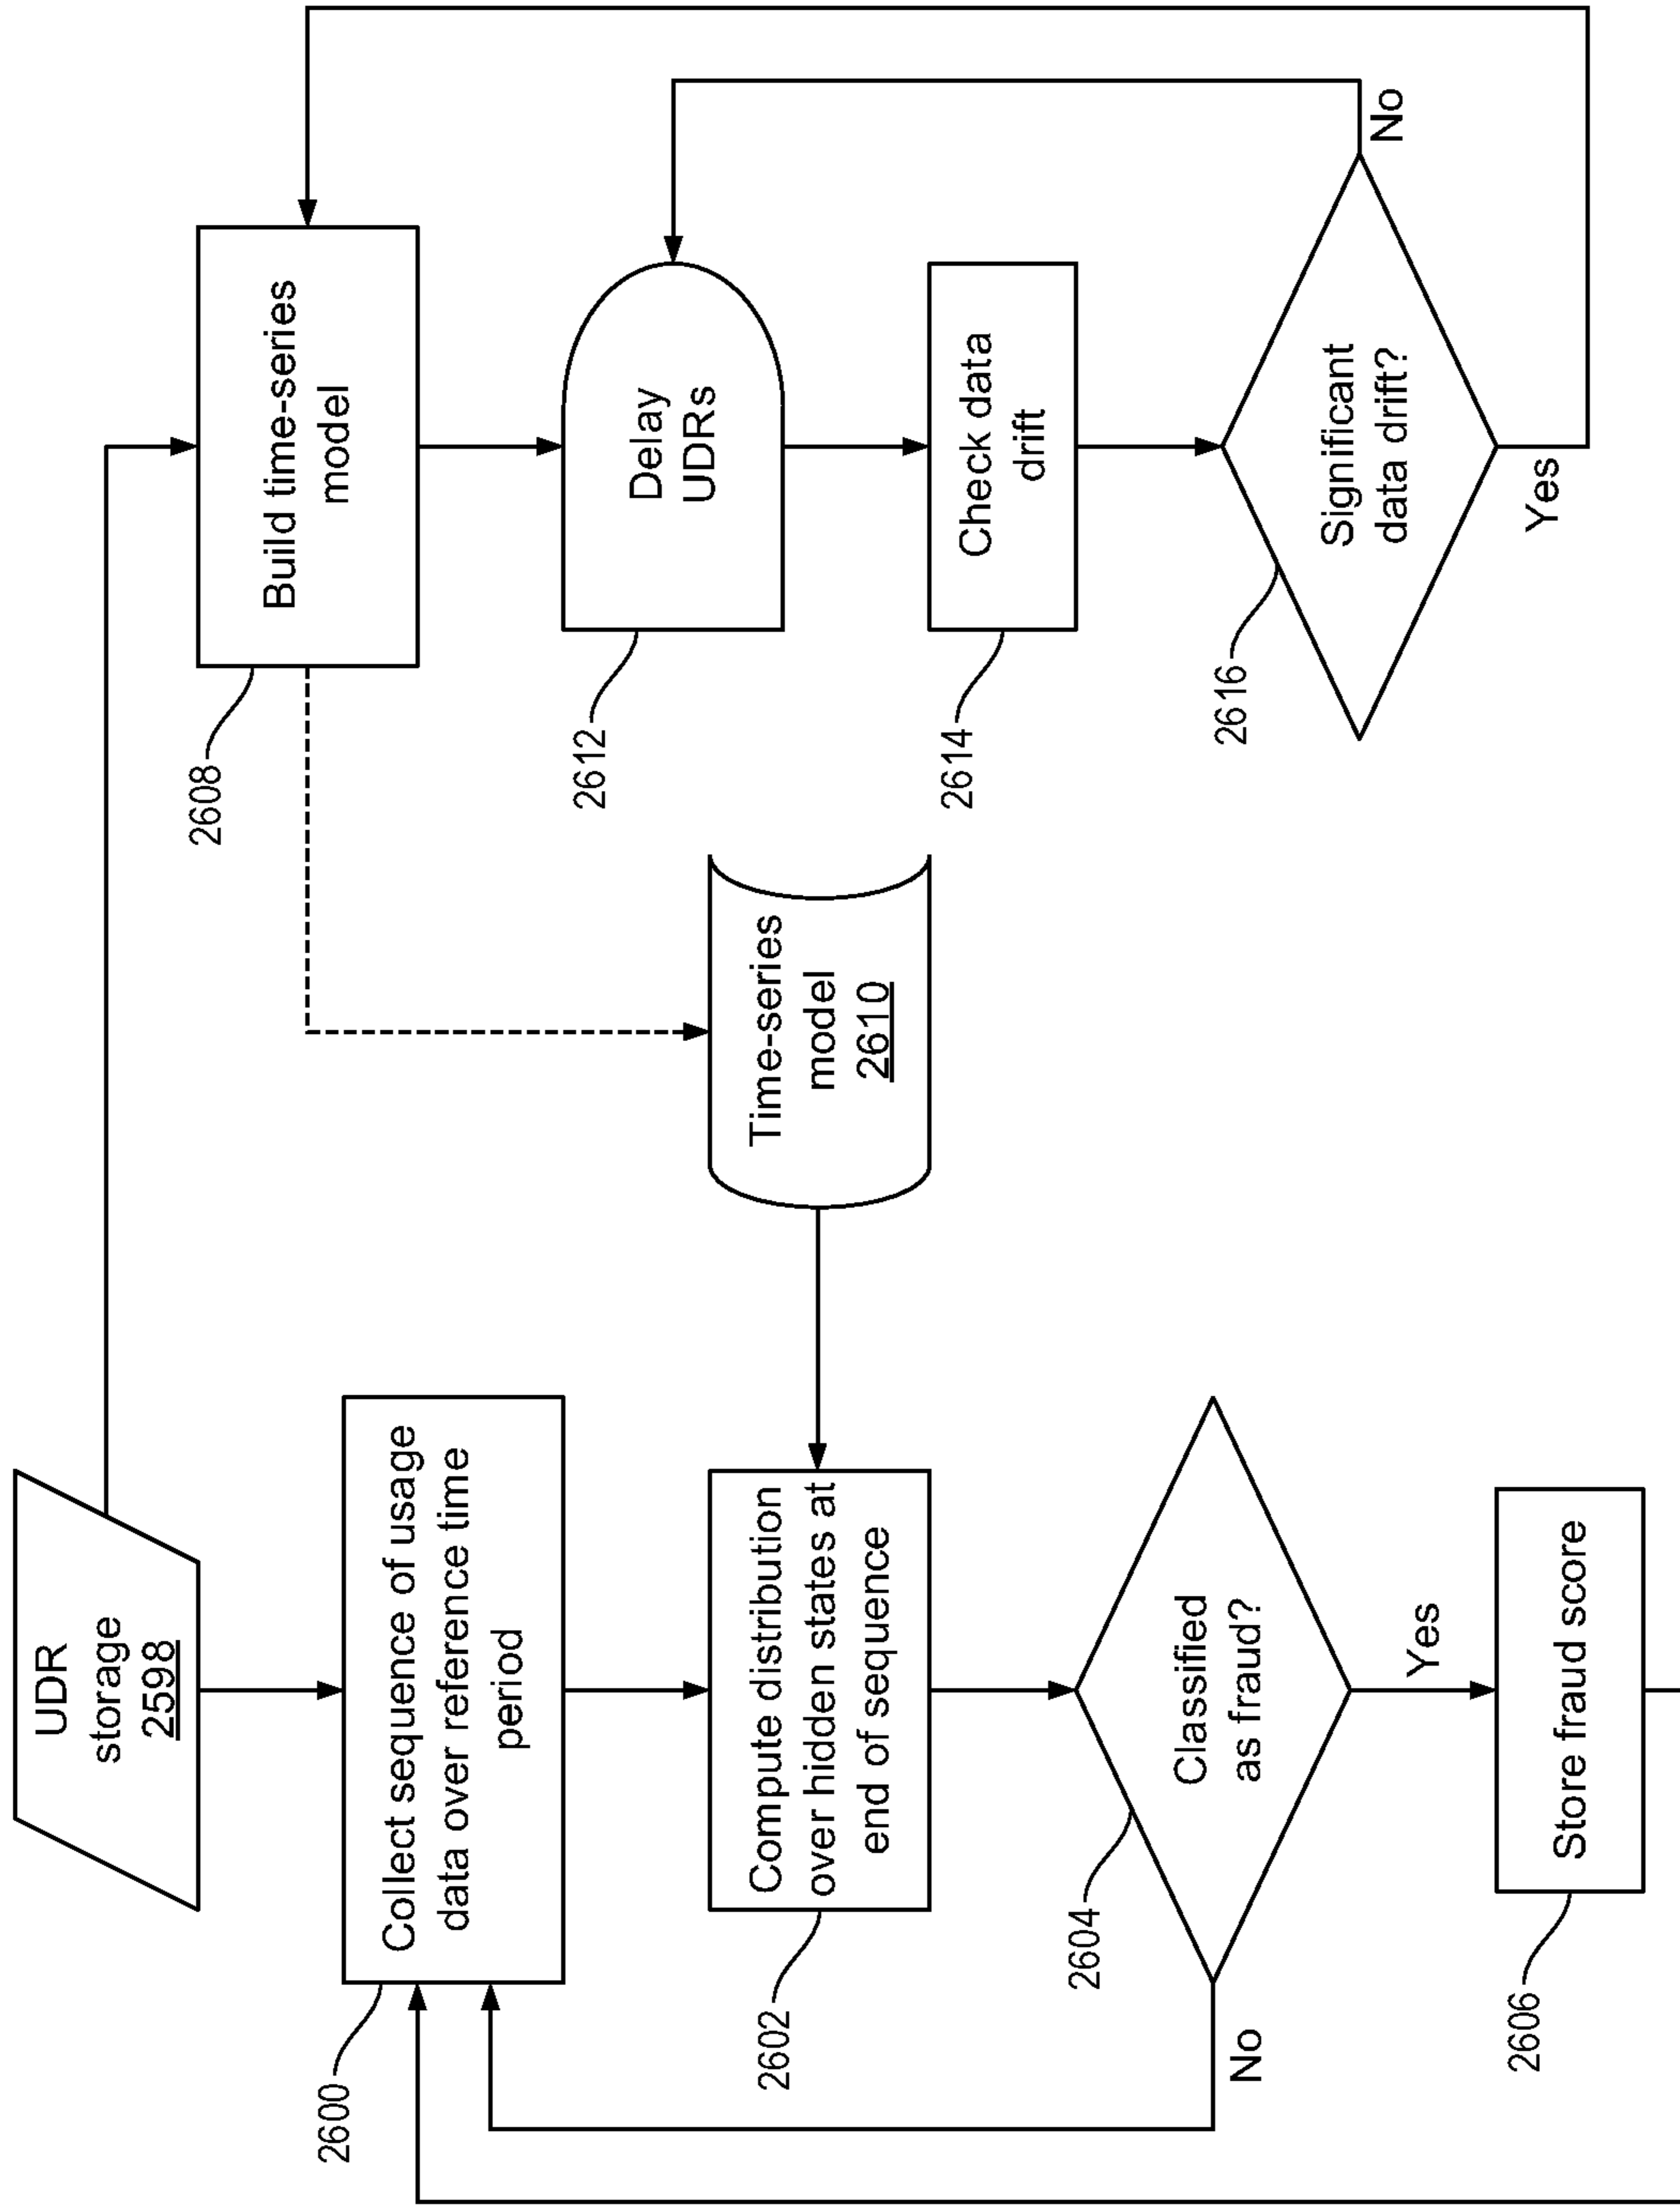 UDR
storage
2598
2600
Collect sequence of usage
data over reference time
period
2602
Compute distribution
over hidden states at
end of sequence
2604
Classified
as fraud?
No
Yes
2606
Store fraud score
Time-series
model
2610
2608
Build time-series
model
2612
Delay
UDRs
2614
Check data
drift
2616
Significant
data drift?
No
Yes